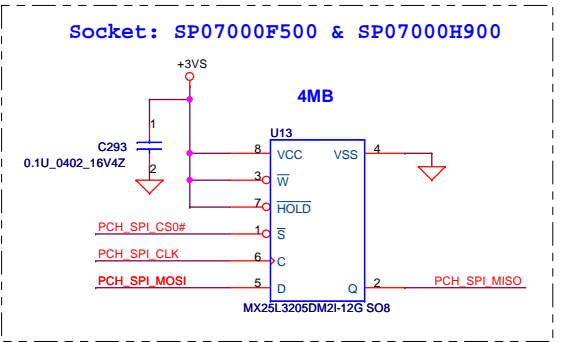 Socket: SP07000F500 & SP07000H900
+3VS
4MB
U13
1
C293
0.1U_0402_16V4Z
2
8 VCC VSS 4
3 W
7 HOLD
PCH_SPI_CS0# 1 S
PCH_SPI_CLK 6 C
PCH_SPI_MOSI 5 D Q 2 PCH_SPI_MISO
MX25L3205DM2I-12G SO8